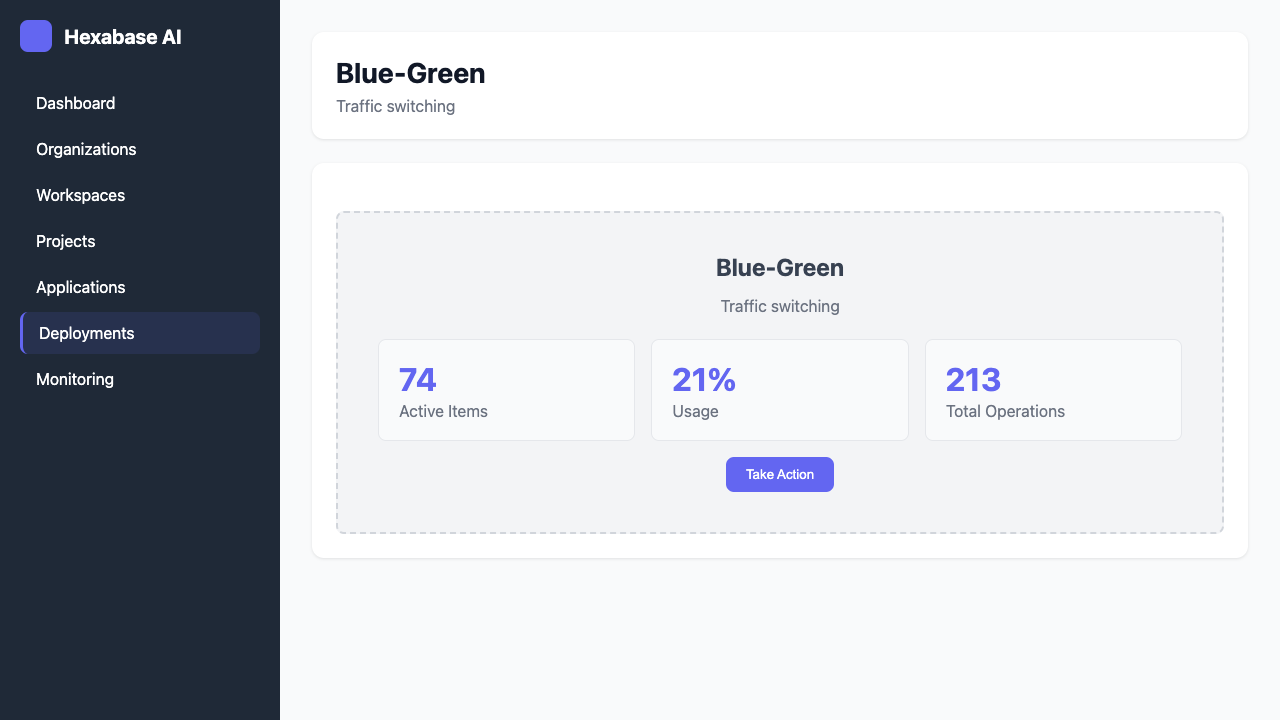 Hexabase AI
Dashboard
Organizations
Workspaces
Projects
Applications
Deployments
Monitoring
Blue-Green
Traffic switching
Blue-Green
Traffic switching
74
Active Items
21%
Usage
213
Total Operations
Take Action